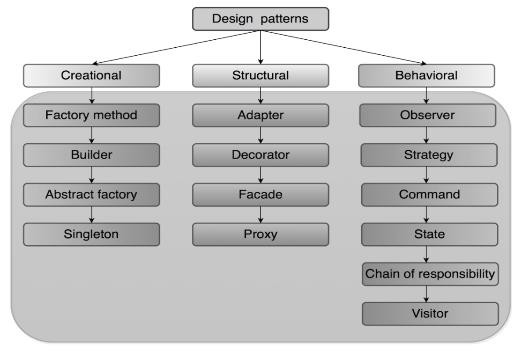 Design patterns
Creational
Structural
Behavioral
Factory method
Adapter
Observer
Builder
Decorator
Strategy
Abstract factory
Facade
Command
Singleton
Proxy
State
Chain of responsibility
Visitor